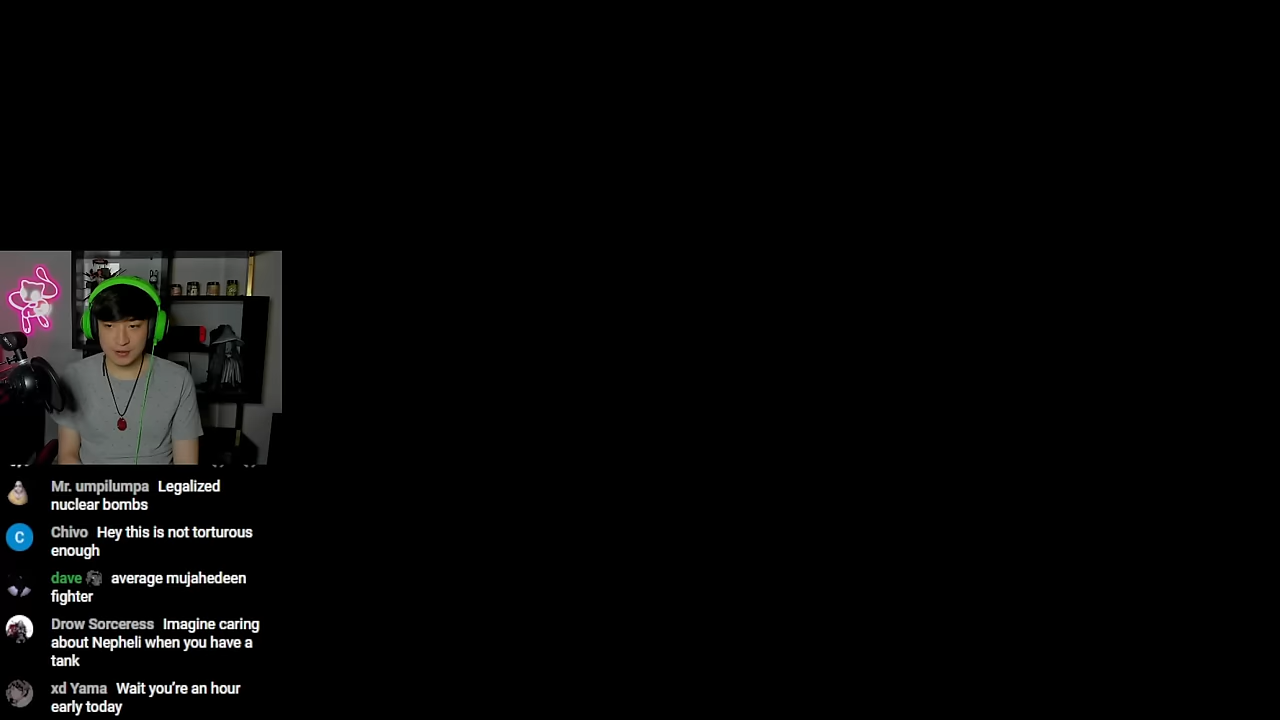 Mr. umpilumpa Legalized
nuclear bombs
C
Chivo Hey this is not torturous
enough
dave average mujahedeen
fighter
Drow Sorceress Imagine caring
about Nepheli when you have a
tank
xd Yama Wait you’re an hour
early today